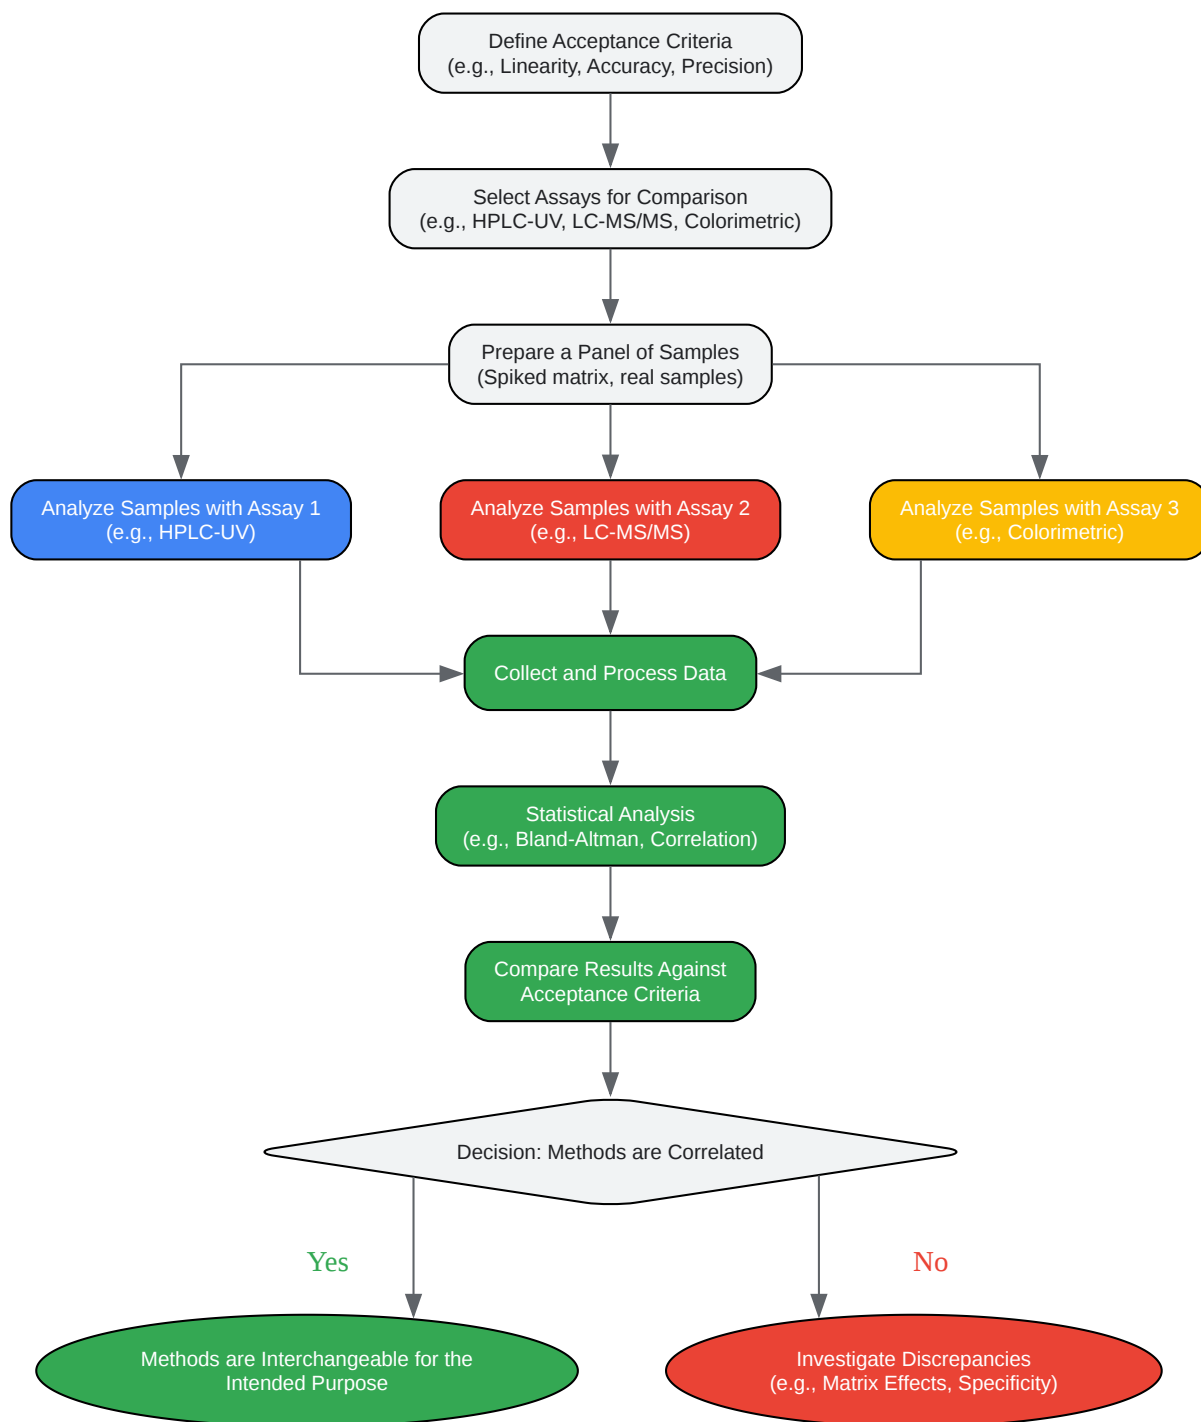 Define Acceptance Criteria
(e.g., Linearity, Accuracy, Precision)
Select Assays for Comparison
(e.g., HPLC-UV, LC-MS/MS, Colorimetric)
Prepare a Panel of Samples
(Spiked matrix, real samples)
Analyze Samples with Assay 1
(e.g., HPLC-UV)
Analyze Samples with Assay 2
(e.g., LC-MS/MS)
Analyze Samples with Assay 3
(e.g., Colorimetric)
Collect and Process Data
Statistical Analysis
(e.g., Bland-Altman, Correlation)
Compare Results Against
Acceptance Criteria
Decision: Methods are Correlated
Yes
No
Methods are Interchangeable for the
Intended Purpose
Investigate Discrepancies
(e.g., Matrix Effects, Specificity)